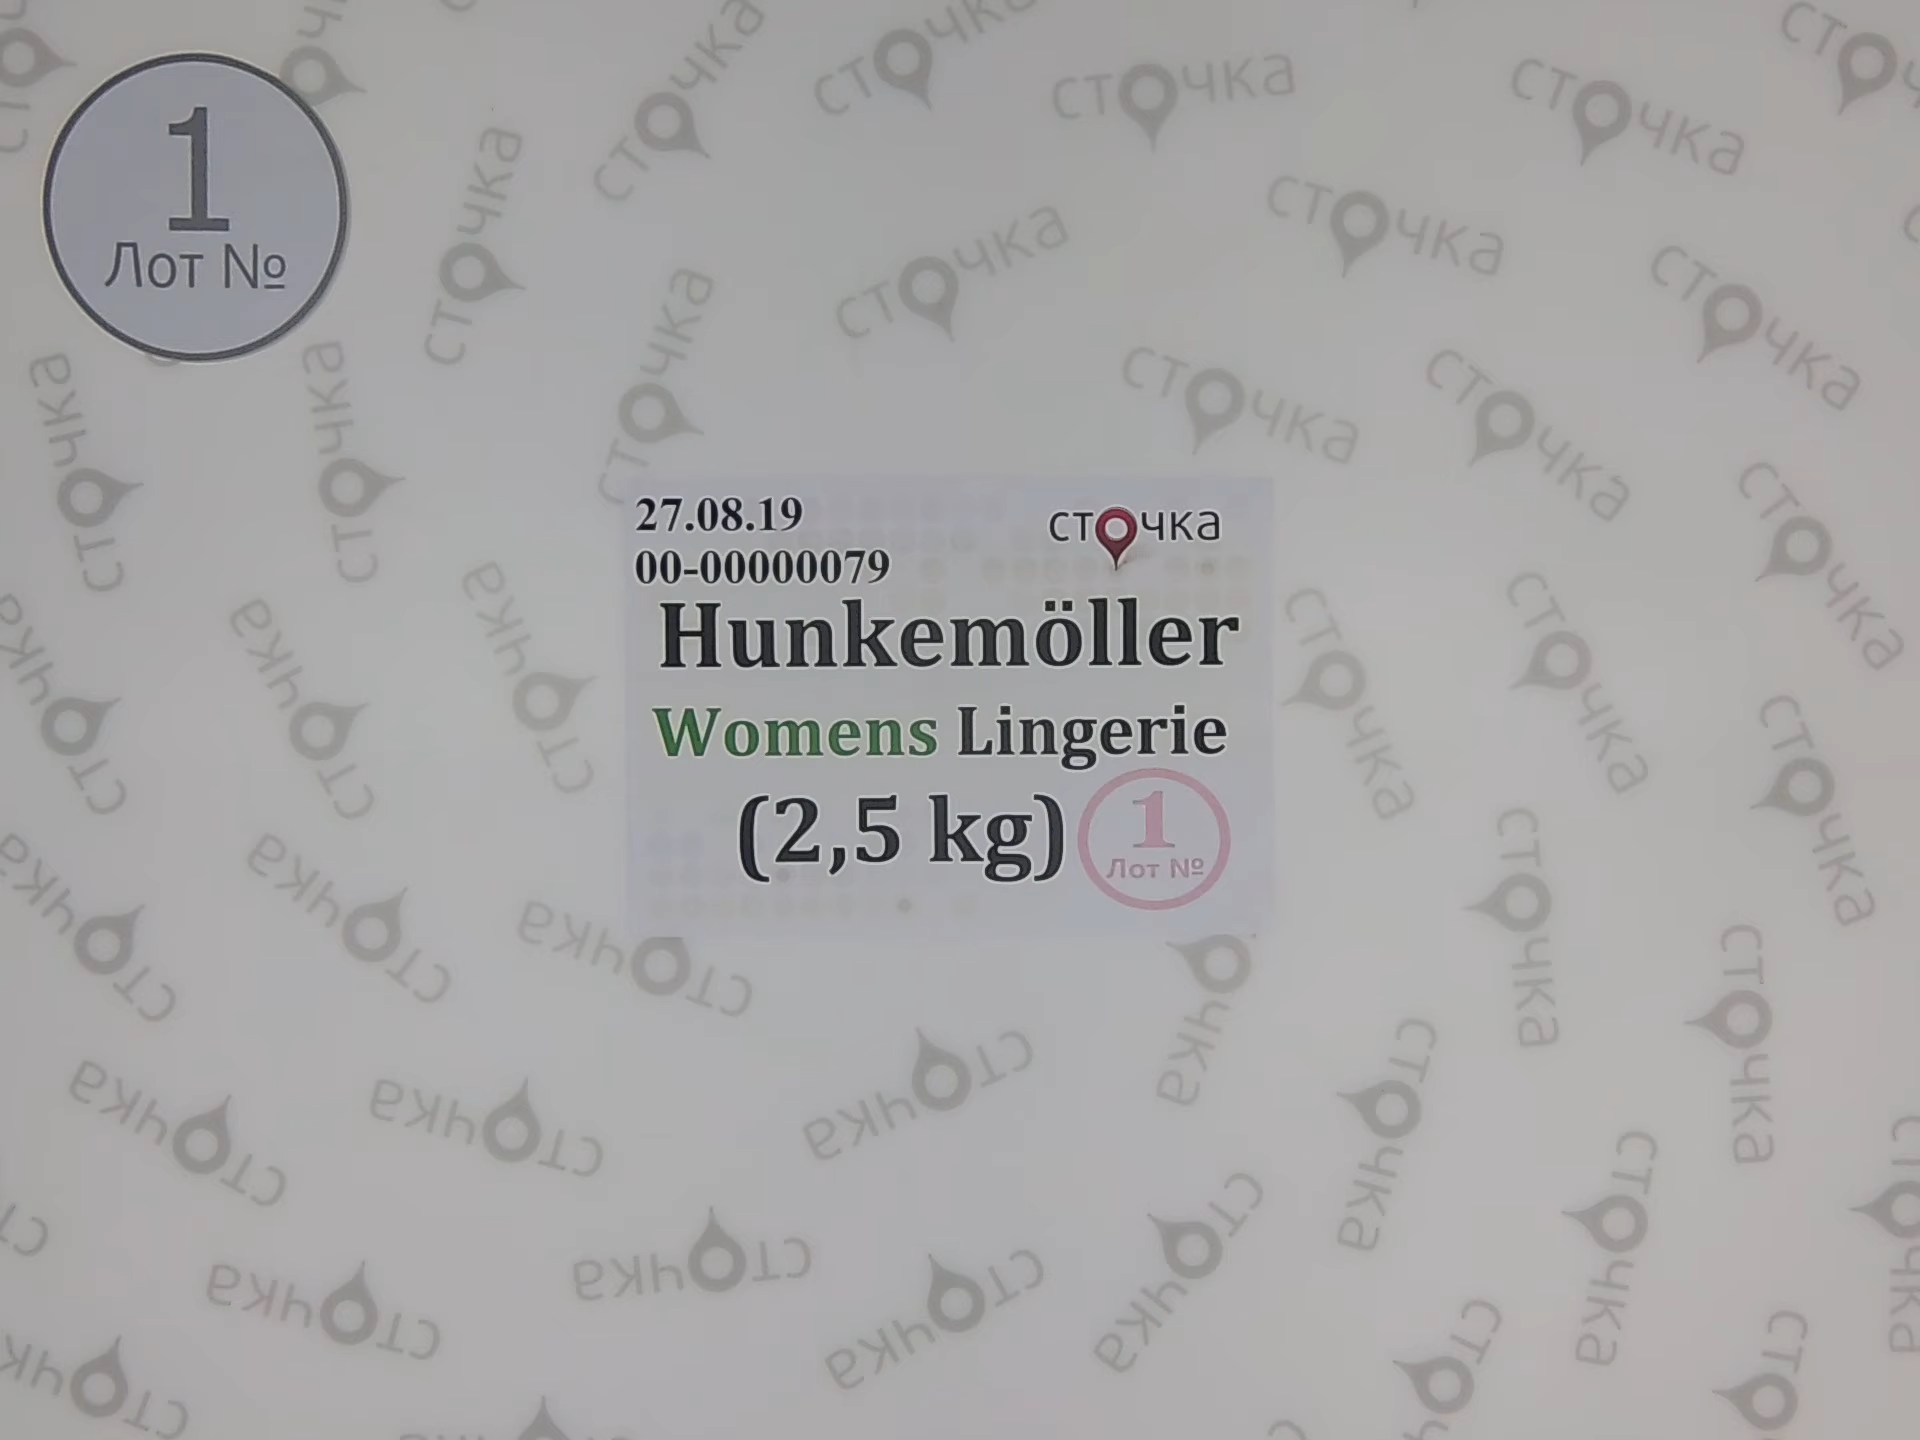 1
Лот №
27.08.19
сточка
00-00000079
Hunkemöller
Womens Lingerie
(2,5 kg)
1
Лот №